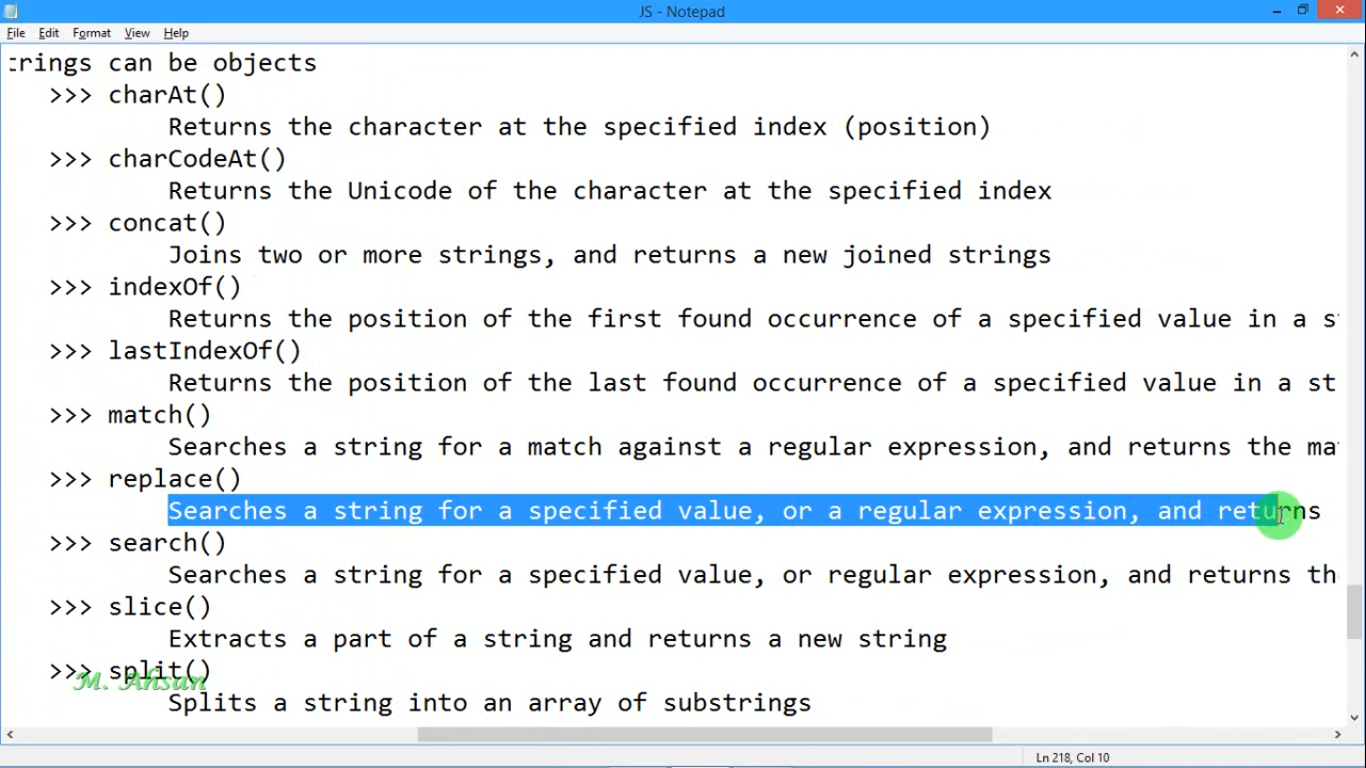 JS - Notepad
File Edit Format View Help
trings can be objects
>>> charAt()
Returns the character at the specified index (position)
>>> charCodeAt()
Returns the Unicode of the character at the specified index
>>> concat()
Joins two or more strings, and returns a new joined strings
>>> indexOf()
Returns the position of the first found occurrence of a specified value in a s
>>> lastIndexOf()
Returns the position of the last found occurrence of a specified value in a st
>>> match()
Searches a string for a match against a regular expression, and returns the ma
>>> replace()
Searches a string for a specified value, or a regular expression, and returns
>>> search()
Searches a string for a specified value, or regular expression, and returns th
>>> slice()
Extracts a part of a string and returns a new string
>>> split()
M. Ahsan
Splits a string into an array of substrings
Ln 218, Col 10